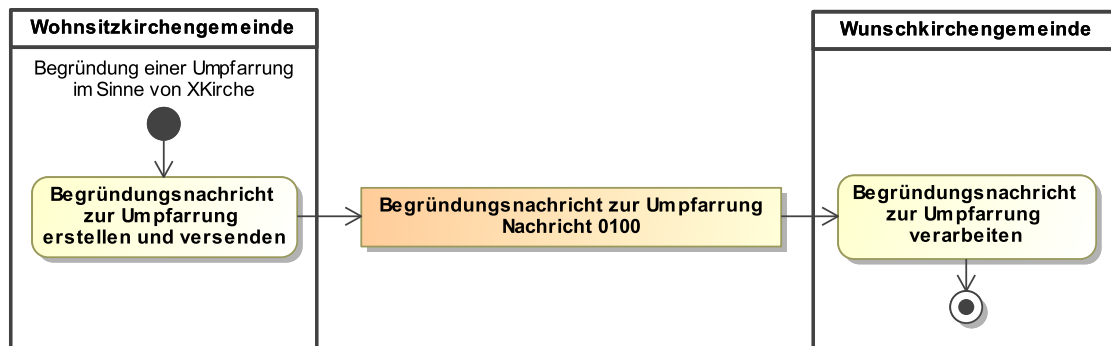 Wohnsitzkirchengemeinde
Begründung einer Umpfarrung
im Sinne von XKirche
Begründungsnachricht
zur Umpfarrung
erstellen und versenden
Begründungsnachricht zur Umpfarrung
Nachricht 0100
Wunschkirchengemeinde
Begründungsnachricht
zur Umpfarrung
verarbeiten